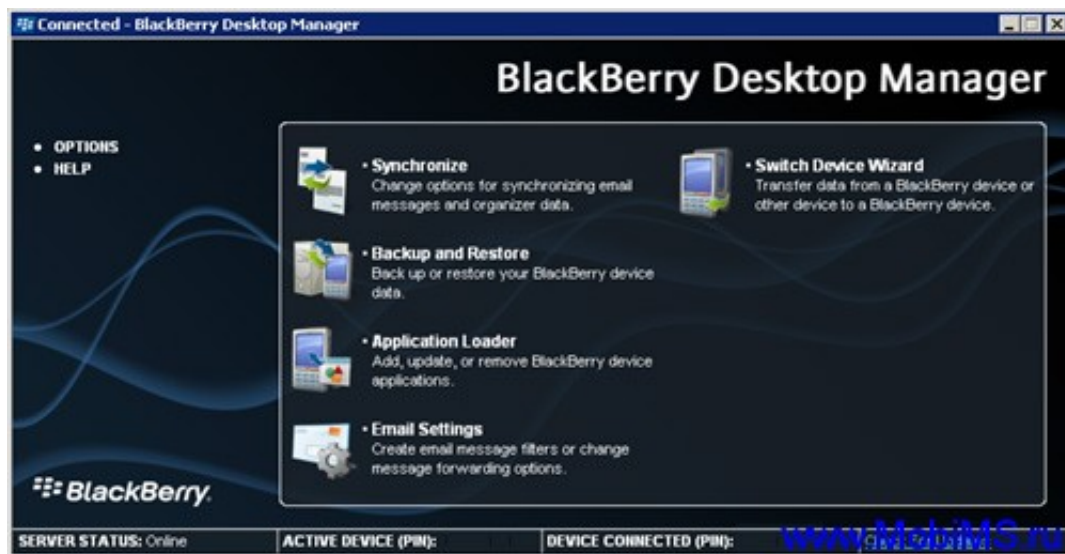 Connected - BlackBerry Desktop Manager
BlackBerry Desktop Manager
• OPTIONS
• HELP
• Synchronize
Change options for synchronizing email
messages and organizer data.
• Switch Device Wizard
Transfer data from a BlackBerry device or
other device to a BlackBerry device.
• Backup and Restore
Back up or restore your BlackBerry device
data.
• Application Loader
Add, update, or remove BlackBerry device
applications.
• Email Settings
Create email message filters or change
message forwarding options.
BlackBerry.
SERVER STATUS: Online
ACTIVE DEVICE (PIN):
DEVICE CONNECTED (PIN):
www.MobiMS.ru